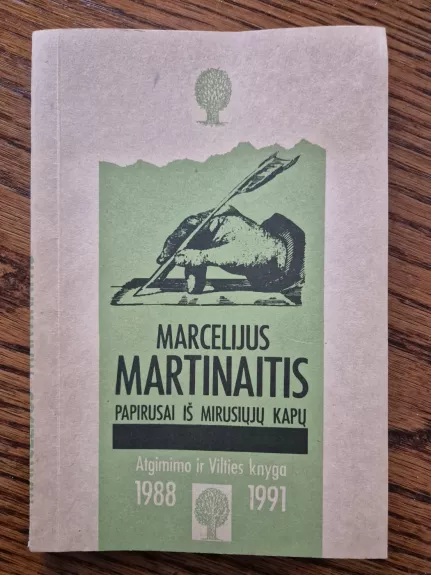 MARCELIJUS
MARTINAITIS
PAPIRUSAI IŠ MIRUSIŲJŲ KAPŲ
Atgimimo ir Vilties knyga
1988 1991